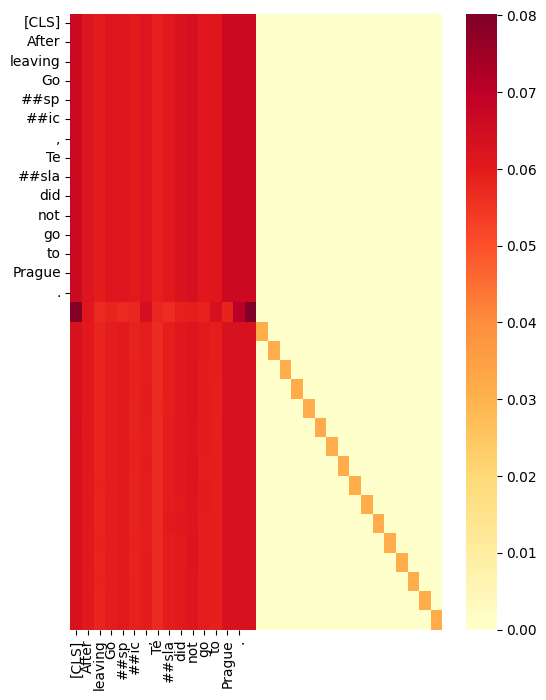 [CLS]
After
leaving
Go
##sp
##ic
,
Te
##sla
did
not
go
to
Prague
.
0.08
0.07
0.06
0.05
0.04
0.03
0.02
0.01
0.00
[CLS]
After
leaving
Go
##sp
##ic
,
Te
##sla
did
not
go
to
Prague
.